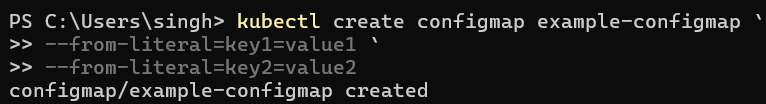 PS C:\Users\singh> kubectl create configmap example-configmap `
>> --from-literal=key1=value1 `
>> --from-literal=key2=value2
configmap/example-configmap created